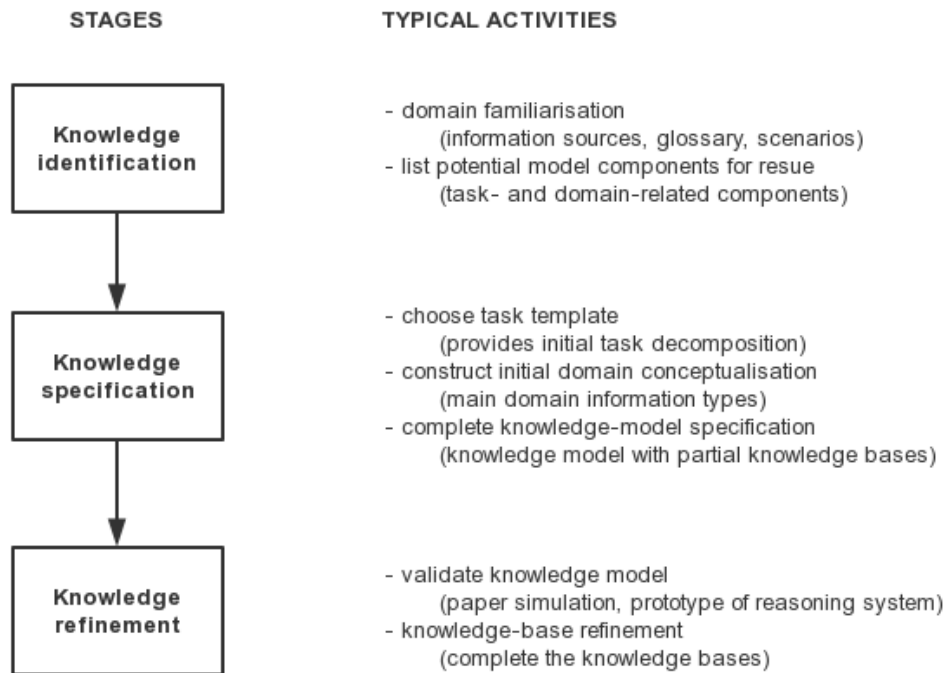 STAGES TYPICAL ACTIVITIES
Knowledge
identification
- domain familiarisation
(information sources, glossary, scenarios)
- list potential model components for resue
(task- and domain-related components)
Knowledge
specification
- choose task template
(provides initial task decomposition)
- construct initial domain conceptualisation
(main domain information types)
- complete knowledge-model specification
(knowledge model with partial knowledge bases)
Knowledge
refinement
- validate knowledge model
(paper simulation, prototype of reasoning system)
- knowledge-base refinement
(complete the knowledge bases)